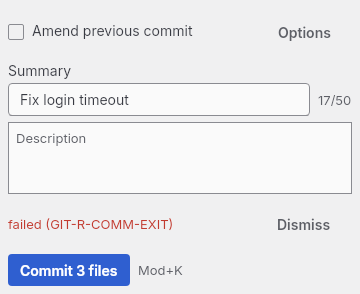 Amend previous commit
Options
Summary
Fix login timeout
17/50
Description
failed (GIT-R-COMM-EXIT)
Dismiss
Commit 3 files
Mod+K